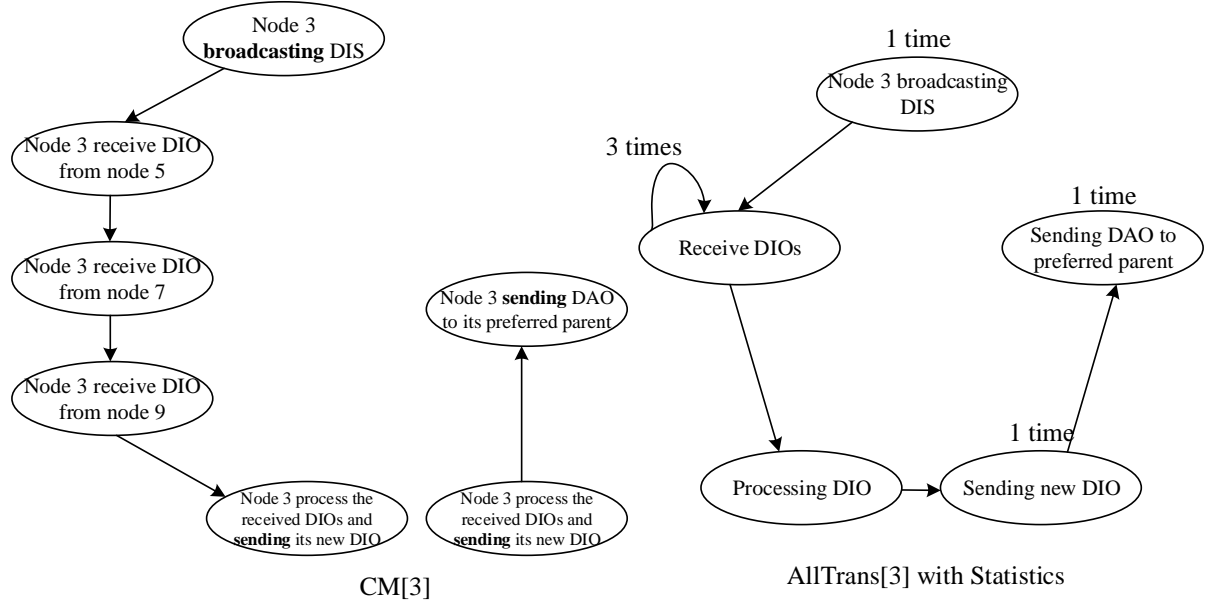 Node 3
broadcasting DIS
Node 3 receive DIO
from node 5
Node 3 receive DIO
from node 7
Node 3 receive DIO
from node 9
Node 3 process the
received DIOs and
sending its new DIO
Node 3 sending DAO
to its preferred parent
Node 3 process the
received DIOs and
sending its new DIO
CM[3]
1 time
Node 3 broadcasting
DIS
3 times
Receive DIOs
Processing DIO
1 time
Sending new DIO
1 time
Sending DAO to
preferred parent
AllTrans[3] with Statistics